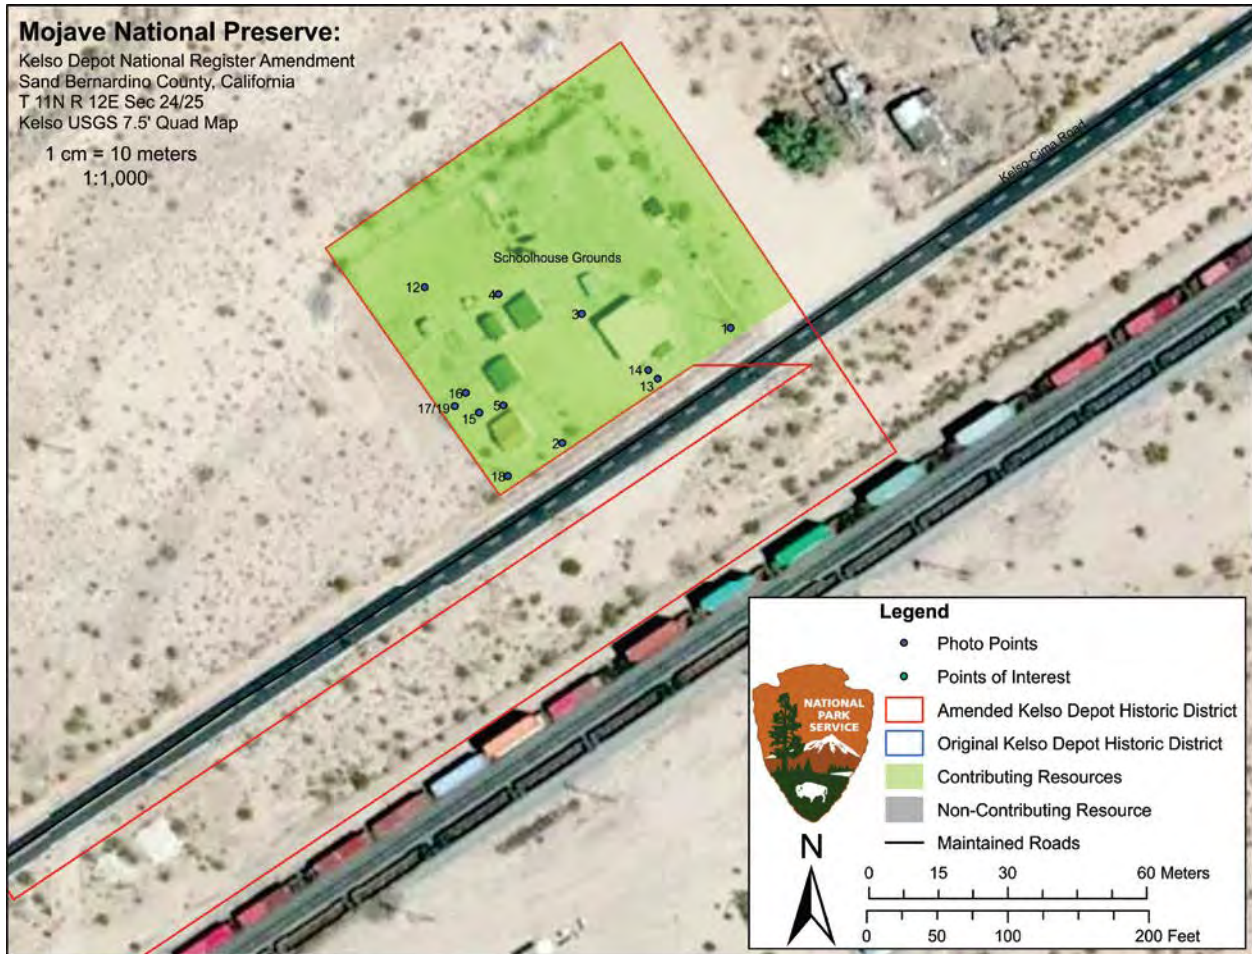 Mojave National Preserve:
Kelso Depot National Register Amendment
Sand Bernardino County, California
T 11N R 12E Sec 24/25
Kelso USGS 7.5' Quad Map
1 cm = 10 meters
1:1,000
Kelso-Cima Road
Schoolhouse Grounds
12
4
3
1
14
13
16
17/19
15
5
2
18
Legend
Photo Points
Points of Interest
Amended Kelso Depot Historic District
Original Kelso Depot Historic District
Contributing Resources
Non-Contributing Resource
Maintained Roads
NATIONAL
PARK
SERVICE
N
0 15 30 60 Meters
0 50 100 200 Feet